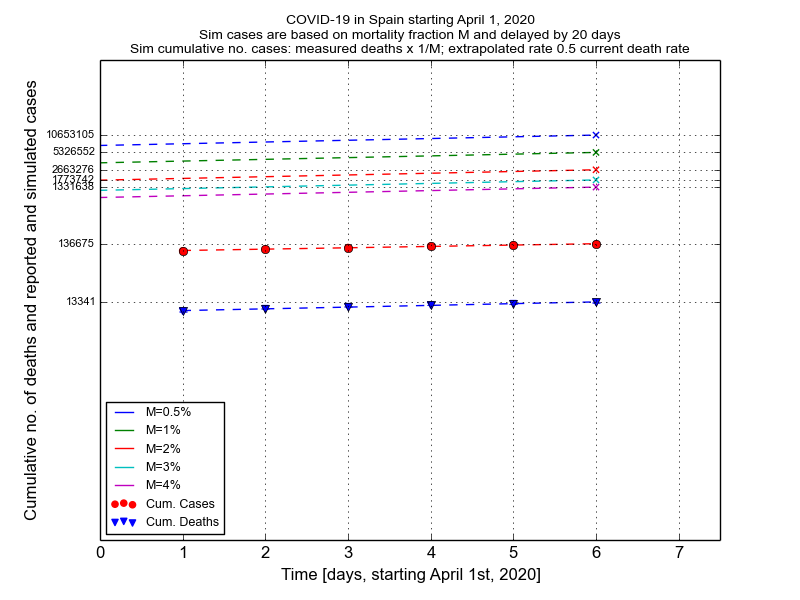 COVID-19 in Spain starting April 1, 2020
Sim cases are based on mortality fraction M and delayed by 20 days
Sim cumulative no. cases: measured deaths x 1/M; extrapolated rate 0.5 current death rate
Cumulative no. of deaths and reported and simulated cases
10653105
5326552
2663276
1773742
1331638
136675
13341
M=0.5%
M=1%
M=2%
M=3%
M=4%
Cum. Cases
Cum. Deaths
0 1 2 3 4 5 6 7
Time [days, starting April 1st, 2020]